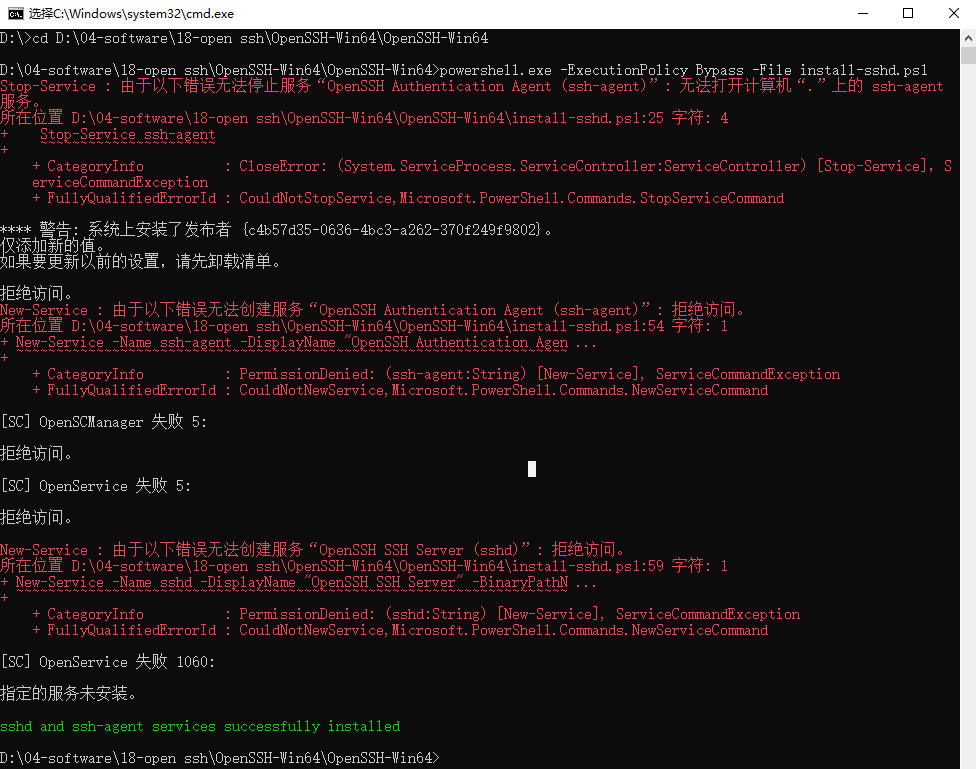 选择C:\Windows\system32\cmd.exe
D:\>cd D:\04-software\18-open ssh\OpenSSH-Win64\OpenSSH-Win64
D:\04-software\18-open ssh\OpenSSH-Win64\OpenSSH-Win64>powershell.exe -ExecutionPolicy Bypass -File install-sshd.ps1
Stop-Service : 由于以下错误无法停止服务“OpenSSH Authentication Agent (ssh-agent)”: 无法打开计算机“.”上的 ssh-agent
服务。
所在位置 D:\04-software\18-open ssh\OpenSSH-Win64\OpenSSH-Win64\install-sshd.ps1:25 字符: 4
+    Stop-Service ssh-agent
+    ~~~~~~~~~~~~~~~~~~~~~~
    + CategoryInfo          : CloseError: (System.ServiceProcess.ServiceController:ServiceController) [Stop-Service], S
    erviceCommandException
    + FullyQualifiedErrorId : CouldNotStopService,Microsoft.PowerShell.Commands.StopServiceCommand
**** 警告: 系统上安装了发布者 {c4b57d35-0636-4bc3-a262-370f249f9802}。
仅添加新的值。
如果要更新以前的设置，请先卸载清单。
拒绝访问。
New-Service : 由于以下错误无法创建服务“OpenSSH Authentication Agent (ssh-agent)”: 拒绝访问。
所在位置 D:\04-software\18-open ssh\OpenSSH-Win64\OpenSSH-Win64\install-sshd.ps1:54 字符: 1
+ New-Service -Name ssh-agent -DisplayName "OpenSSH Authentication Agen ...
+ ~~~~~~~~~~~~~~~~~~~~~~~~~~~~~~~~~~~~~~~~~~~~~~~~~~~~~~~~~~~~~~~~~~~~~
    + CategoryInfo          : PermissionDenied: (ssh-agent:String) [New-Service], ServiceCommandException
    + FullyQualifiedErrorId : CouldNotNewService,Microsoft.PowerShell.Commands.NewServiceCommand
[SC] OpenSCManager 失败 5:
拒绝访问。
[SC] OpenService 失败 5:
拒绝访问。
New-Service : 由于以下错误无法创建服务“OpenSSH SSH Server (sshd)”: 拒绝访问。
所在位置 D:\04-software\18-open ssh\OpenSSH-Win64\OpenSSH-Win64\install-sshd.ps1:59 字符: 1
+ New-Service -Name sshd -DisplayName "OpenSSH SSH Server" -BinaryPathN ...
+ ~~~~~~~~~~~~~~~~~~~~~~~~~~~~~~~~~~~~~~~~~~~~~~~~~~~~~~~~~~~~~~~~~~~~~
    + CategoryInfo          : PermissionDenied: (sshd:String) [New-Service], ServiceCommandException
    + FullyQualifiedErrorId : CouldNotNewService,Microsoft.PowerShell.Commands.NewServiceCommand
[SC] OpenService 失败 1060:
指定的服务未安装。
sshd and ssh-agent services successfully installed
D:\04-software\18-open ssh\OpenSSH-Win64\OpenSSH-Win64>